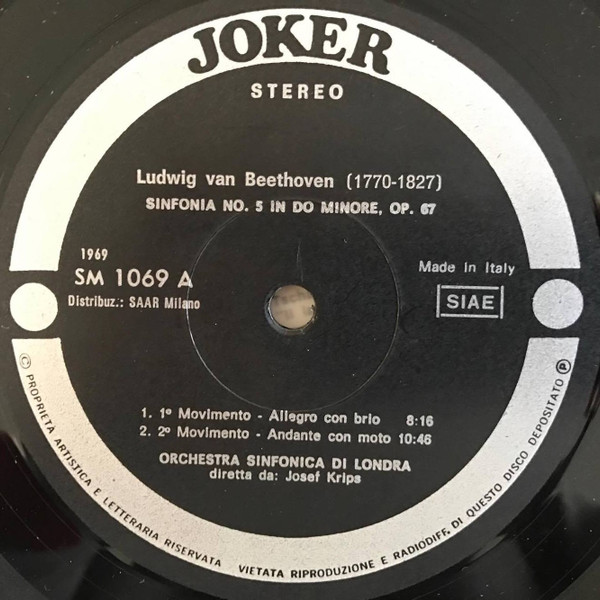 JOKER
STEREO
Ludwig van Beethoven (1770-1827)
SINFONIA NO. 5 IN DO MINORE, OP. 67
1969
SM 1069 A
Distribuz.: SAAR Milano
Made in Italy
SIAE
1. 1º Movimento - Allegro con brio 8:16
2. 2º Movimento - Andante con moto 10:46
ORCHESTRA SINFONICA DI LONDRA
diretta da: Josef Krips
© PROPRIETA ARTISTICA E LETTERARIA RISERVATA VIETATA RIPRODUZIONE E RADIODIFF. DI QUESTO DISCO DEPOSITATO ℗